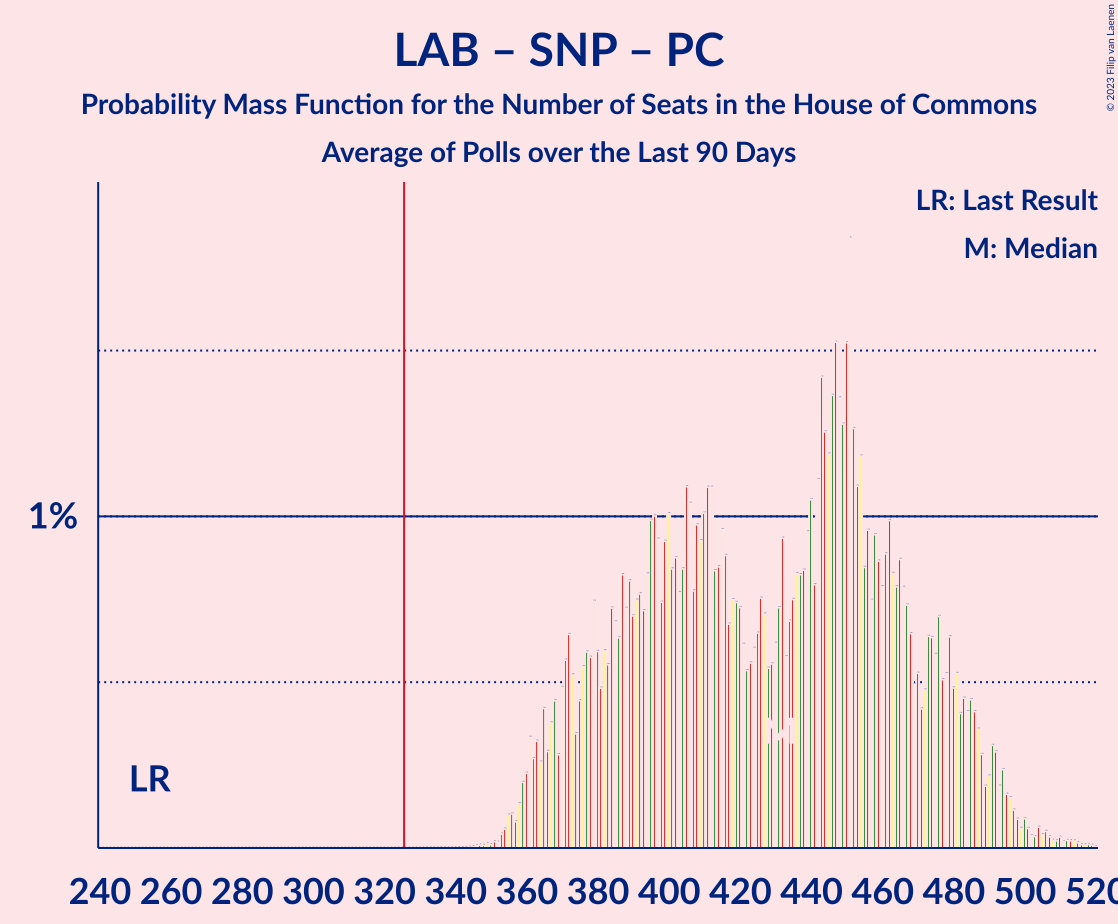 LAB – SNP – PC
Probability Mass Function for the Number of Seats in the House of Commons
Average of Polls over the Last 90 Days
© 2023 Filip van Laenen
LR: Last Result
M: Median
1%
LR
M
240 260 280 300 320 340 360 380 400 420 440 460 480 500 520